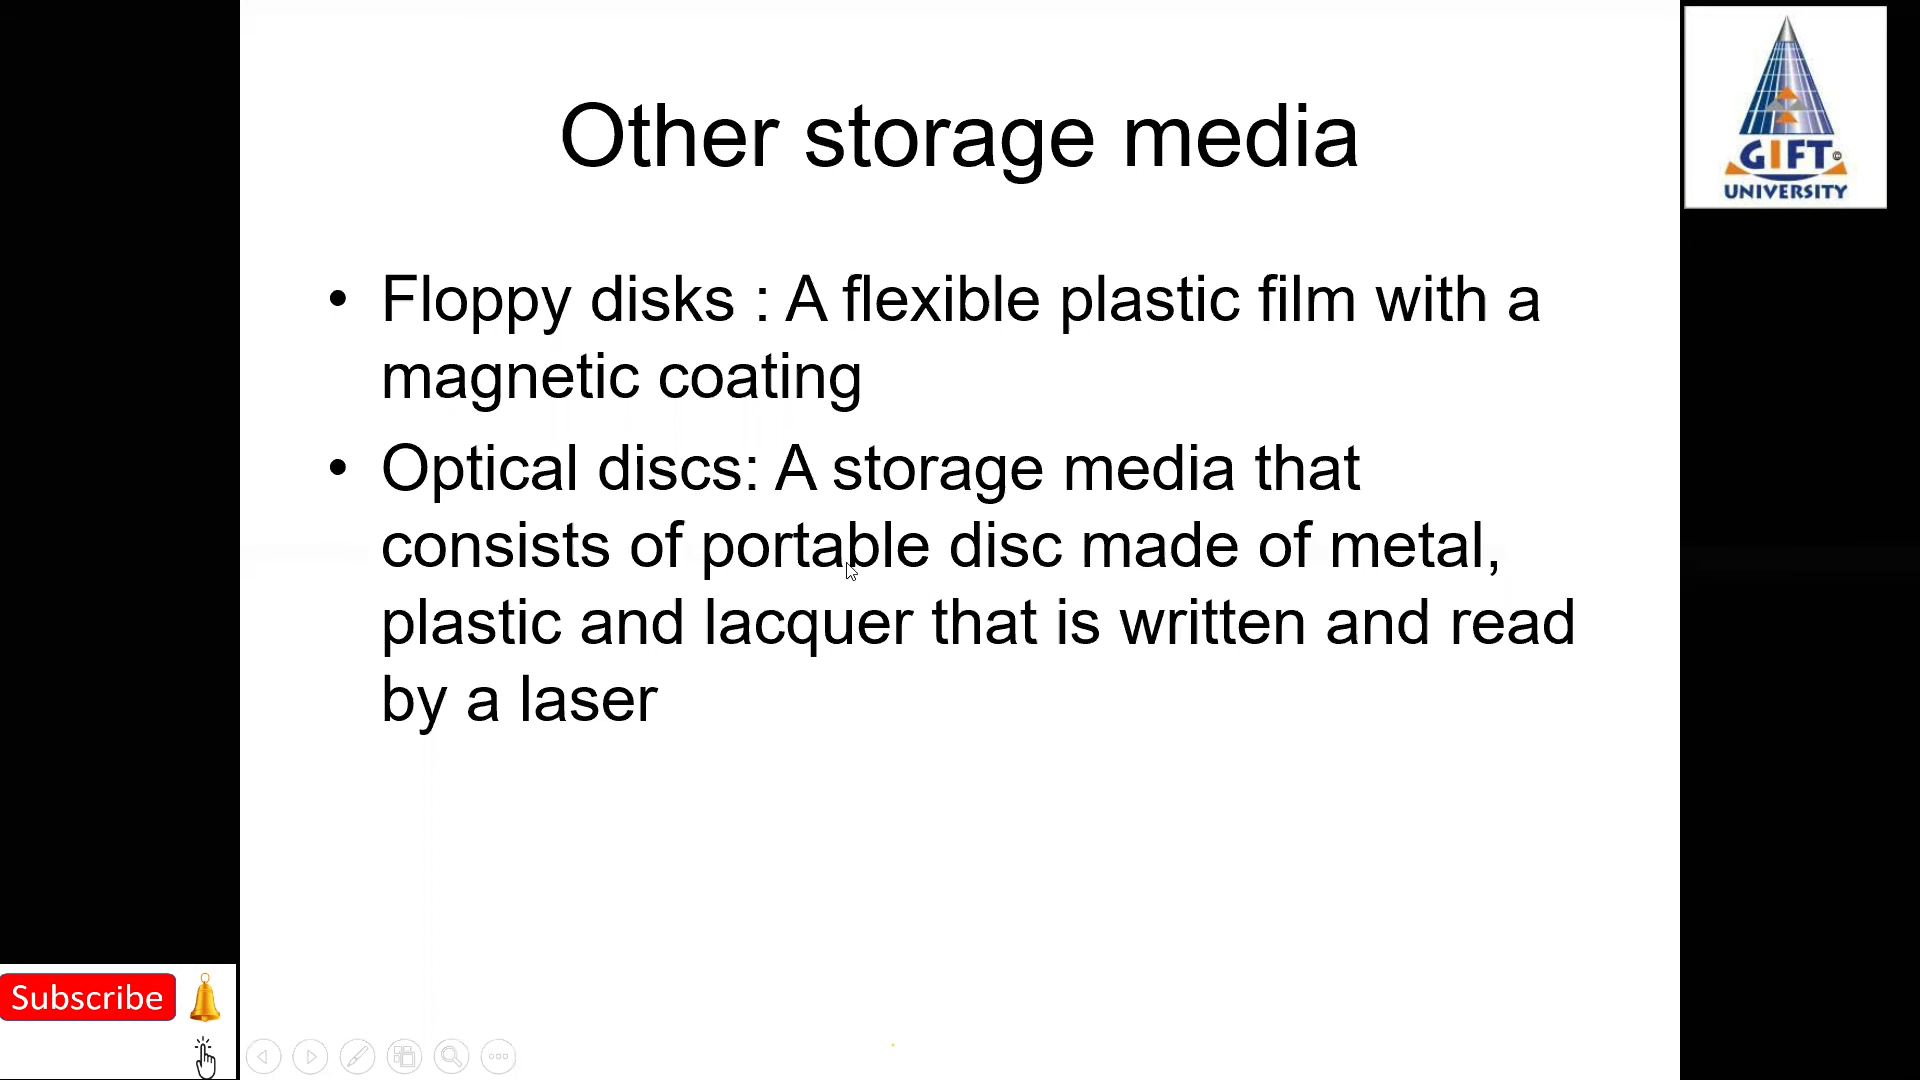 Other storage media
GIFT
UNIVERSITY
• Floppy disks : A flexible plastic film with a
magnetic coating
• Optical discs: A storage media that
consists of portable disc made of metal,
plastic and lacquer that is written and read
by a laser
Subscribe